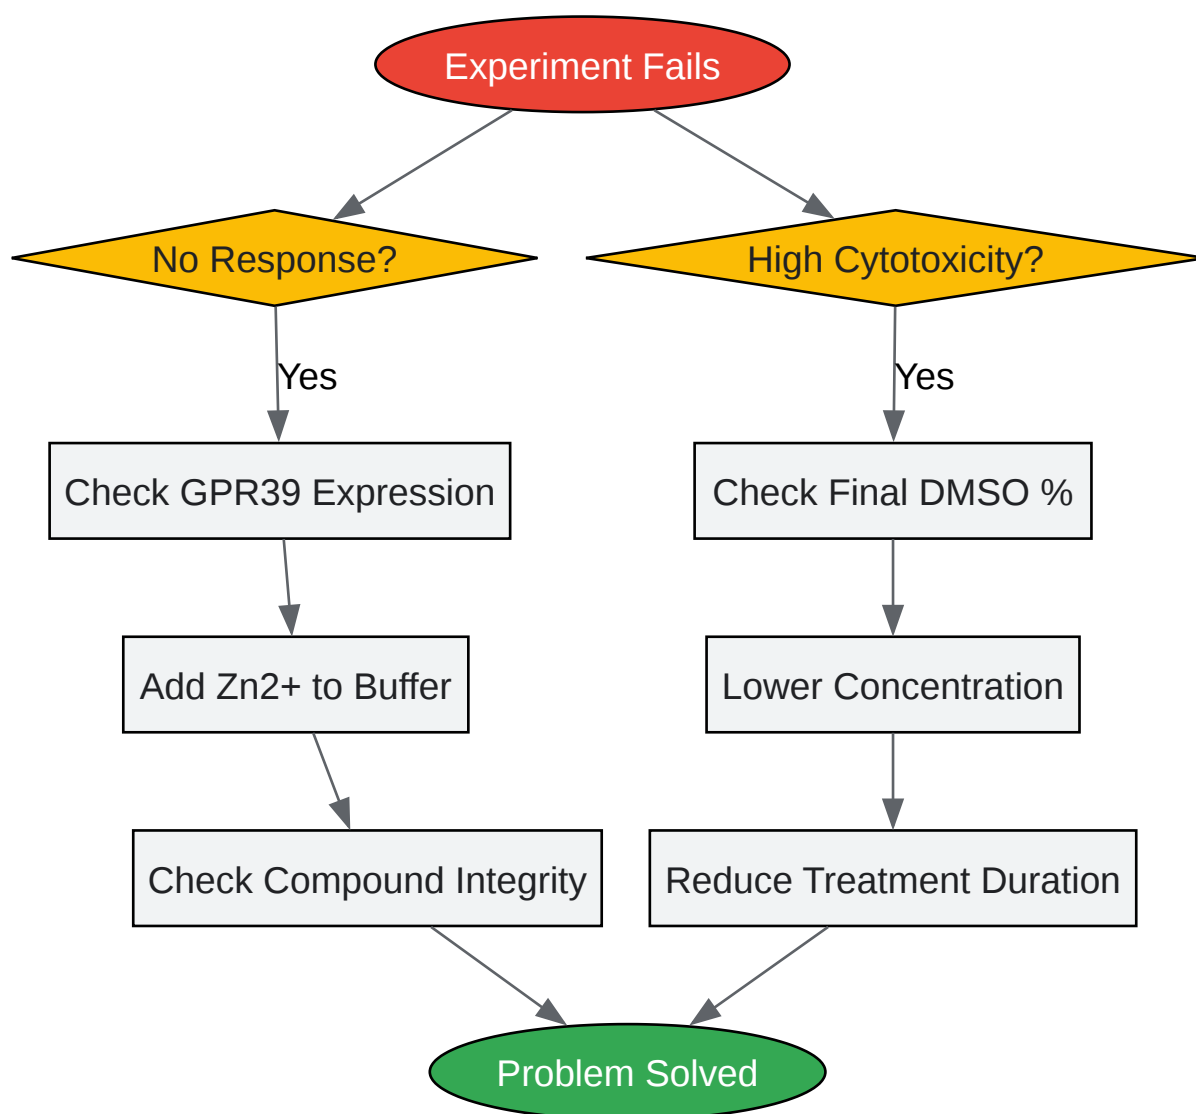 Experiment Fails
No Response?
High Cytotoxicity?
Yes
Yes
Check GPR39 Expression
Check Final DMSO %
Add Zn2+ to Buffer
Lower Concentration
Check Compound Integrity
Reduce Treatment Duration
Problem Solved